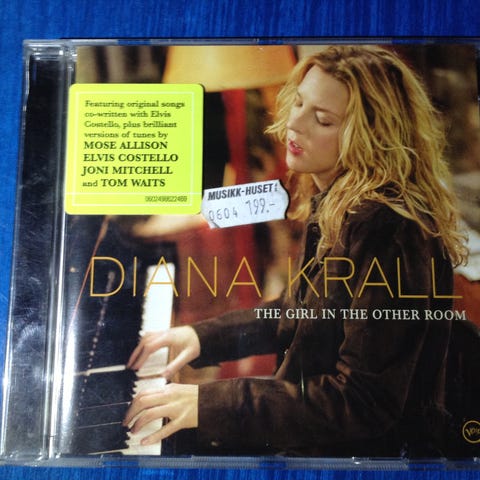 Featuring original songs
co-written with Elvis
Costello, plus brilliant
versions of tunes by
MOSE ALLISON
ELVIS COSTELLO
JONI MITCHELL
and TOM WAITS
0602498622469
MUSIKK-HUSET
0604 199.-
DIANA KRALL
THE GIRL IN THE OTHER ROOM